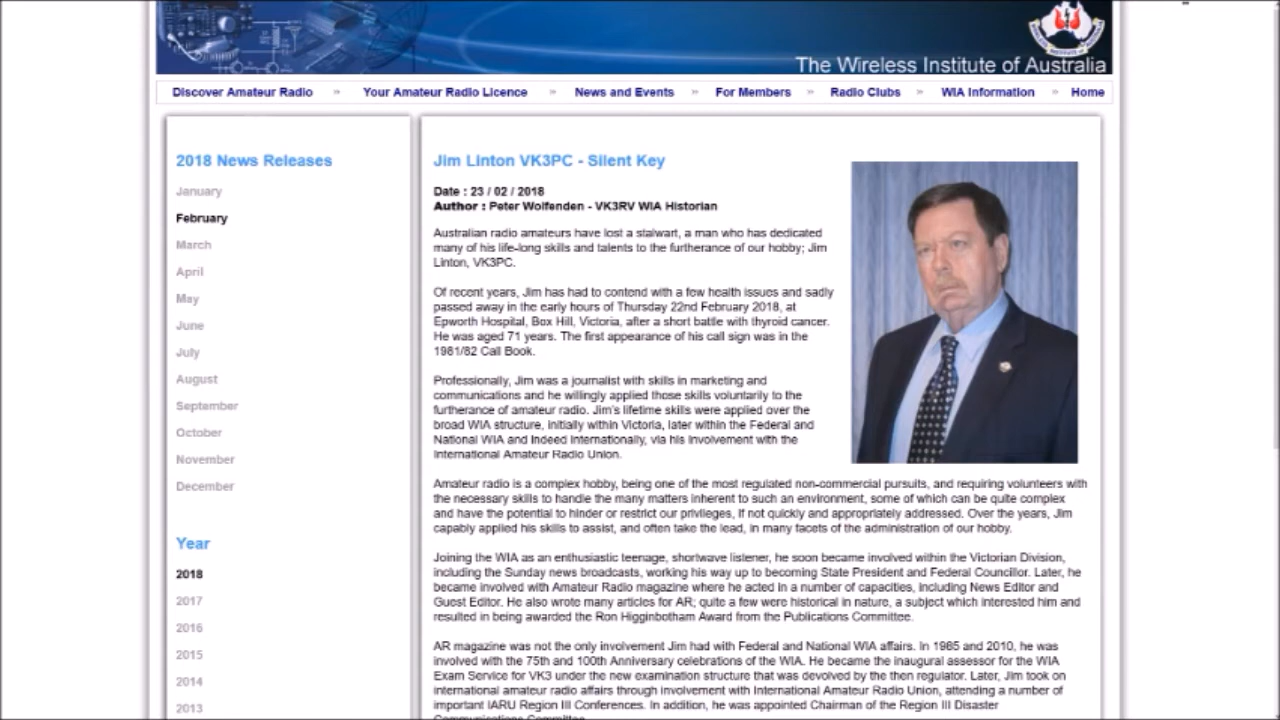 The Wireless Institute of Australia
Discover Amateur Radio » Your Amateur Radio Licence » News and Events » For Members » Radio Clubs » WIA Information » Home
2018 News Releases
January
February
March
April
May
June
July
August
September
October
November
December
Year
2018
2017
2016
2015
2014
2013
Jim Linton VK3PC - Silent Key
Date : 23 / 02 / 2018
Author : Peter Wolfenden - VK3RV WIA Historian
Australian radio amateurs have lost a stalwart, a man who has dedicated
many of his life-long skills and talents to the furtherance of our hobby; Jim
Linton, VK3PC.
Of recent years, Jim has had to contend with a few health issues and sadly
passed away in the early hours of Thursday 22nd February 2018, at
Epworth Hospital, Box Hill, Victoria, after a short battle with thyroid cancer.
He was aged 71 years. The first appearance of his call sign was in the
1981/82 Call Book.
Professionally, Jim was a journalist with skills in marketing and
communications and he willingly applied those skills voluntarily to the
furtherance of amateur radio. Jim's lifetime skills were applied over the
broad WIA structure, initially within Victoria, later within the Federal and
National WIA and indeed internationally, via his involvement with the
International Amateur Radio Union.
Amateur radio is a complex hobby, being one of the most regulated non-commercial pursuits, and requiring volunteers with
the necessary skills to handle the many matters inherent to such an environment, some of which can be quite complex
and have the potential to hinder or restrict our privileges, if not quickly and appropriately addressed. Over the years, Jim
capably applied his skills to assist, and often take the lead, in many facets of the administration of our hobby.
Joining the WIA as an enthusiastic teenage, shortwave listener, he soon became involved within the Victorian Division,
including the Sunday news broadcasts, working his way up to becoming State President and Federal Councillor. Later, he
became involved with Amateur Radio magazine where he acted in a number of capacities, including News Editor and
Guest Editor. He also wrote many articles for AR; quite a few were historical in nature, a subject which interested him and
resulted in being awarded the Ron Higginbotham Award from the Publications Committee.
AR magazine was not the only involvement Jim had with Federal and National WIA affairs. In 1985 and 2010, he was
involved with the 75th and 100th Anniversary celebrations of the WIA. He became the inaugural assessor for the WIA
Exam Service for VK3 under the new examination structure that was devolved by the then regulator. Later, Jim took on
international amateur radio affairs through involvement with International Amateur Radio Union, attending a number of
important IARU Region III Conferences. In addition, he was appointed Chairman of the Region III Disaster
Communications Committee